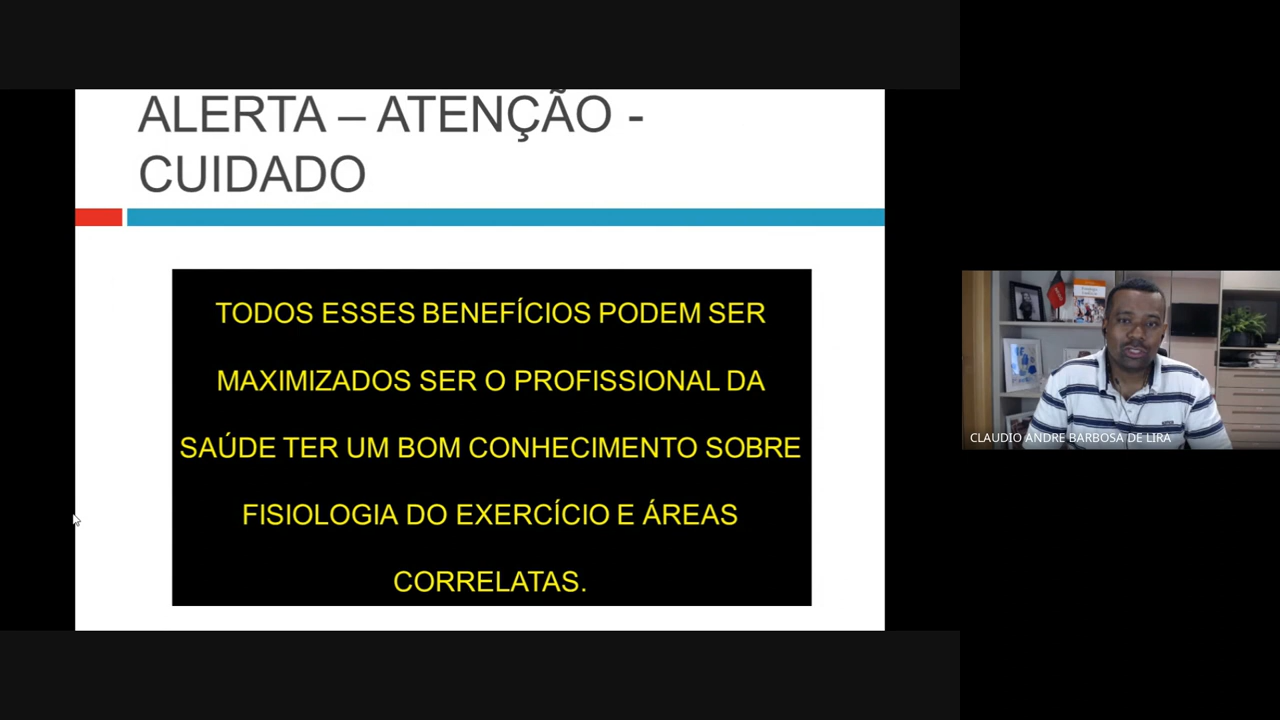 ALERTA – ATENÇÃO -
CUIDADO
TODOS ESSES BENEFÍCIOS PODEM SER
MAXIMIZADOS SER O PROFISSIONAL DA
SAÚDE TER UM BOM CONHECIMENTO SOBRE
FISIOLOGIA DO EXERCÍCIO E ÁREAS
CORRELATAS.
CLAUDIO ANDRE BARBOSA DE LIRA